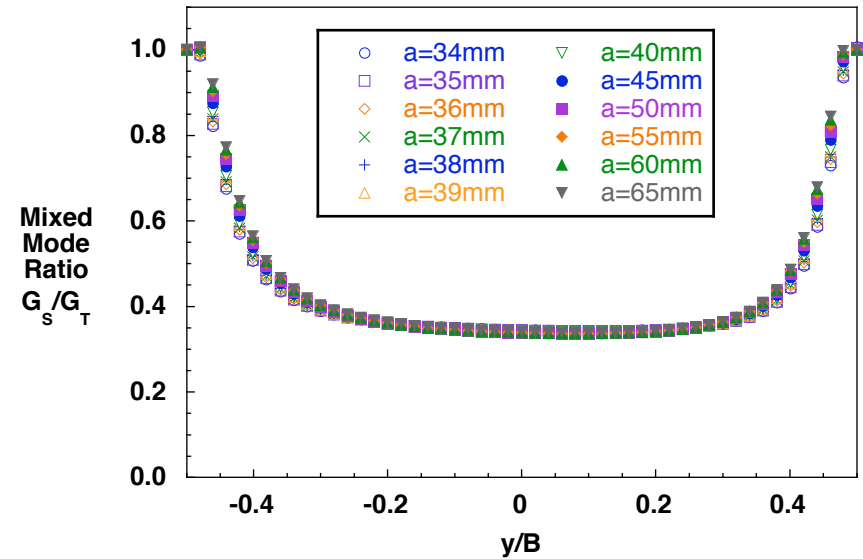 1.0
0.8
0.6
0.4
0.2
0.0
Mixed
Mode
Ratio
G_S/G_T
a=34mm
a=35mm
a=36mm
a=37mm
a=38mm
a=39mm
a=40mm
a=45mm
a=50mm
a=55mm
a=60mm
a=65mm
-0.4
-0.2
0
0.2
0.4
y/B